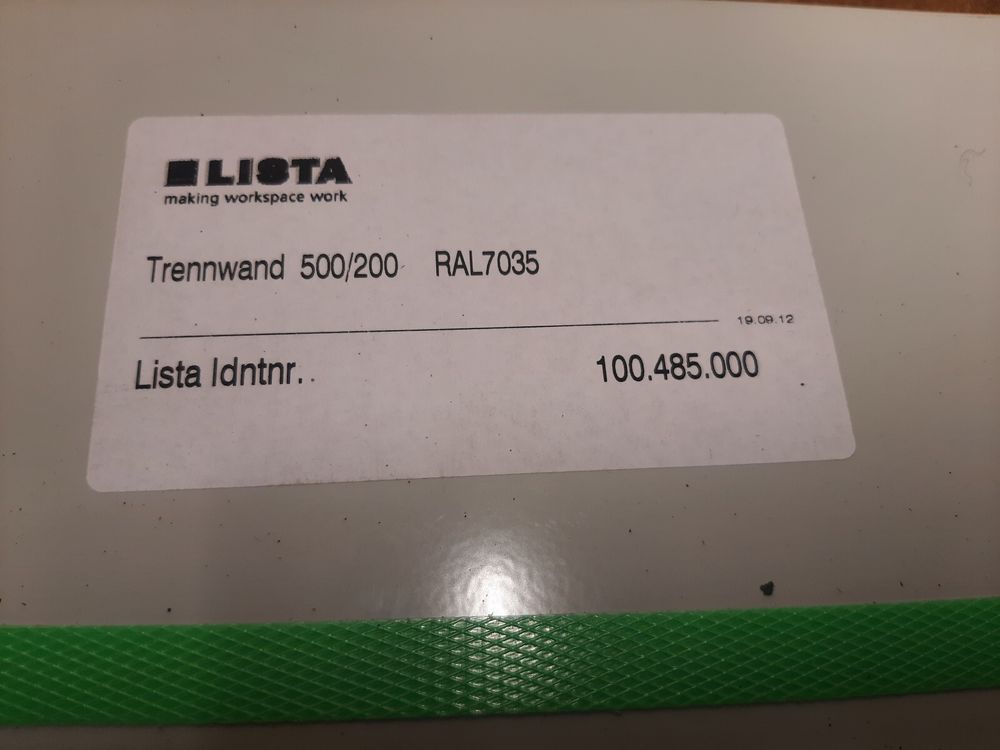 LISTA
making workspace work
Trennwand 500/200 RAL7035
19.09.12
Lista Idntnr..
100.485.000